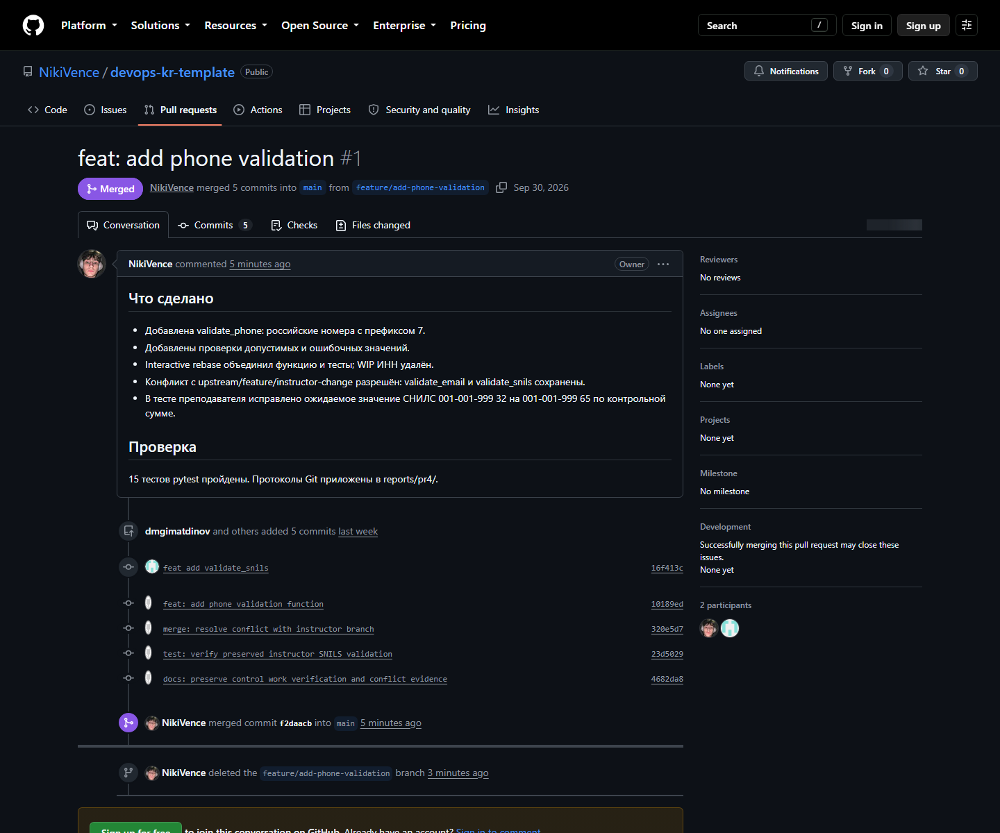 Platform
Solutions
Resources
Open Source
Enterprise
Pricing
Search
/
Sign in
Sign up
NikiVence / devops-kr-template
Public
Notifications
Fork 0
Star 0
Code
Issues
Pull requests
Actions
Projects
Security and quality
Insights
feat: add phone validation #1
Merged
NikiVence merged 5 commits into main from feature/add-phone-validation
Sep 30, 2026
Conversation
Commits 5
Checks
Files changed
NikiVence commented 5 minutes ago
Owner
Что сделано
Добавлена validate_phone: российские номера с префиксом 7.
Добавлены проверки допустимых и ошибочных значений.
Interactive rebase объединил функцию и тесты; WIP ИНН удалён.
Конфликт с upstream/feature/instructor-change разрешён: validate_email и validate_snils сохранены.
В тесте преподавателя исправлено ожидаемое значение СНИЛС 001-001-999 32 на 001-001-999 65 по контрольной
сумме.
Проверка
15 тестов pytest пройдены. Протоколы Git приложены в reports/pr4/.
dmgimatdinov and others added 5 commits last week
feat add validate_snils
16f413c
feat: add phone validation function
10189ed
merge: resolve conflict with instructor branch
320e5d7
test: verify preserved instructor SNILS validation
23d5029
docs: preserve control work verification and conflict evidence
4682da8
NikiVence merged commit f2daacb into main 5 minutes ago
NikiVence deleted the feature/add-phone-validation branch 3 minutes ago
Sign up for free to join this conversation on GitHub. Already have an account? Sign in to comment
Reviewers
No reviews
Assignees
No one assigned
Labels
None yet
Projects
None yet
Milestone
No milestone
Development
Successfully merging this pull request may close these
issues.
None yet
2 participants